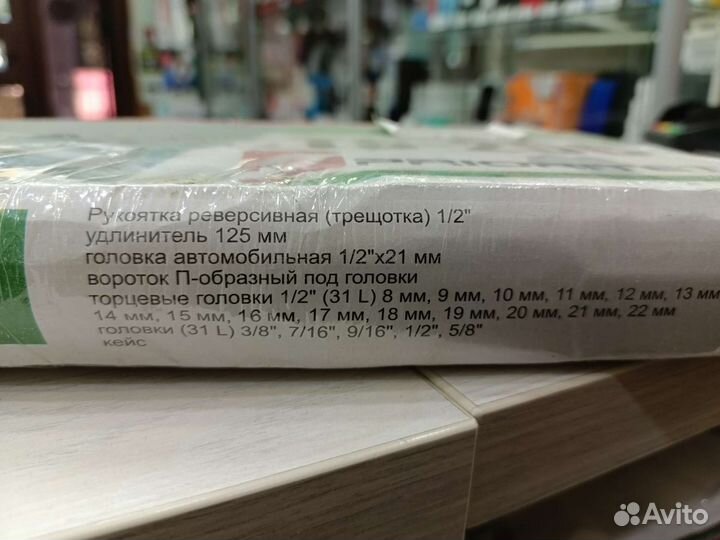 Рукоятка реверсивная (трещотка) 1/2"
удлинитель 125 мм
головка автомобильная 1/2"х21 мм
вороток П-образный под головки
торцевые головки 1/2" (31 L) 8 мм, 9 мм, 10 мм, 11 мм, 12 мм, 13 мм
14 мм, 15 мм, 16 мм, 17 мм, 18 мм, 19 мм, 20 мм, 21 мм, 22 мм
головки (31 L) 3/8", 7/16", 9/16", 1/2", 5/8"
кейс
Avito